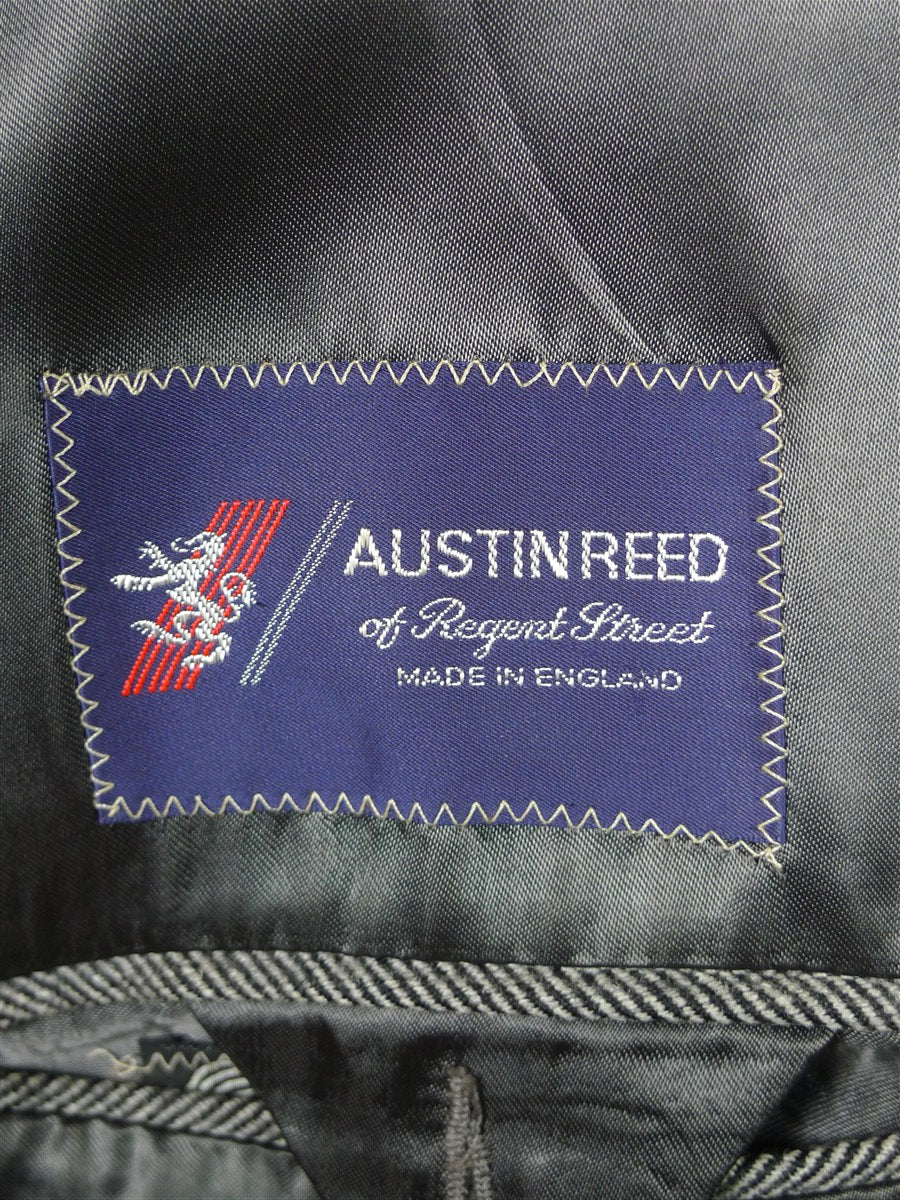 AUSTIN REED
of Regent Street
MADE IN ENGLAND